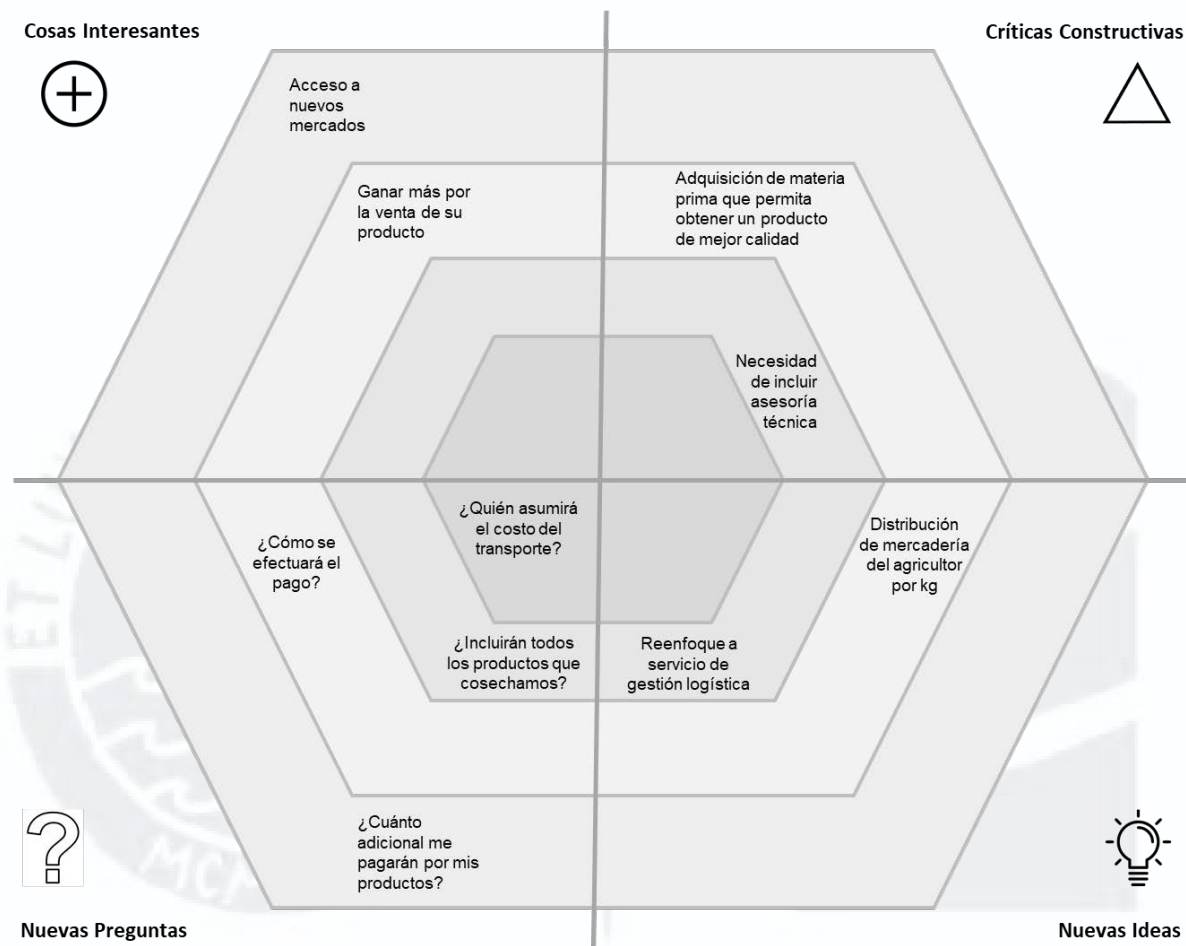 Cosas Interesantes
Críticas Constructivas
Acceso a
nuevos
mercados
Ganar más por
la venta de su
producto
Adquisición de materia
prima que permita
obtener un producto
de mejor calidad
Necesidad
de incluir
asesoría
técnica
¿Quién asumirá
el costo del
transporte?
¿Cómo se
efectuará el
pago?
Distribución
de mercadería
del agricultor
por kg
¿Incluirán todos
los productos que
cosechamos?
Reenfoque a
servicio de
gestión logística
¿Cuánto
adicional me
pagarán por mis
productos?
Nuevas Preguntas
Nuevas Ideas